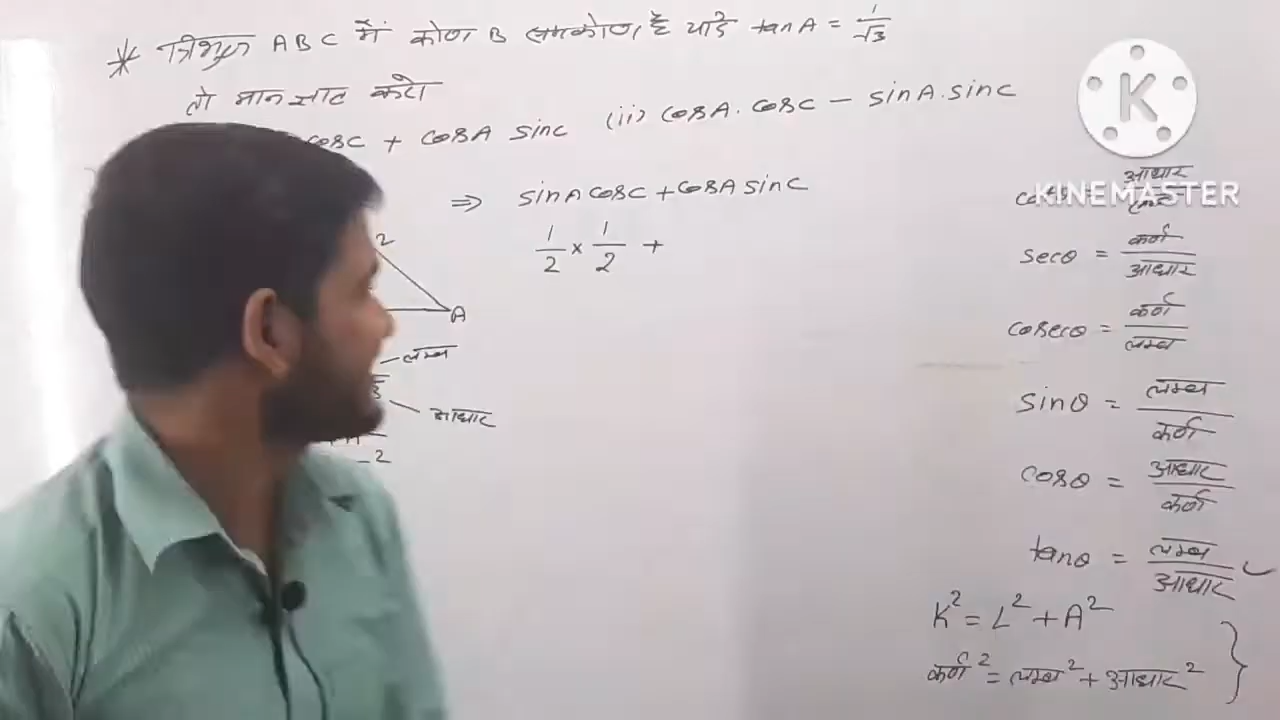 * त्रिभुज ABC में कोण B समकोण है यदि tanA = 1/√3
तो मान ज्ञात करो
cosC + cosA sinC (ii) cosA.cosC - sinA.sinC
⇒ sinA cosC + cosA sinC
1/2 × 1/2 +
2
A
लम्ब
आधार
2
K
KINEMASTER
आधार
secθ = कर्ण/आधार
cosecθ = कर्ण/लम्ब
sinθ = लम्ब/कर्ण
cosθ = आधार/कर्ण
tanθ = लम्ब/आधार
K² = L² + A²
कर्ण² = लम्ब² + आधार²